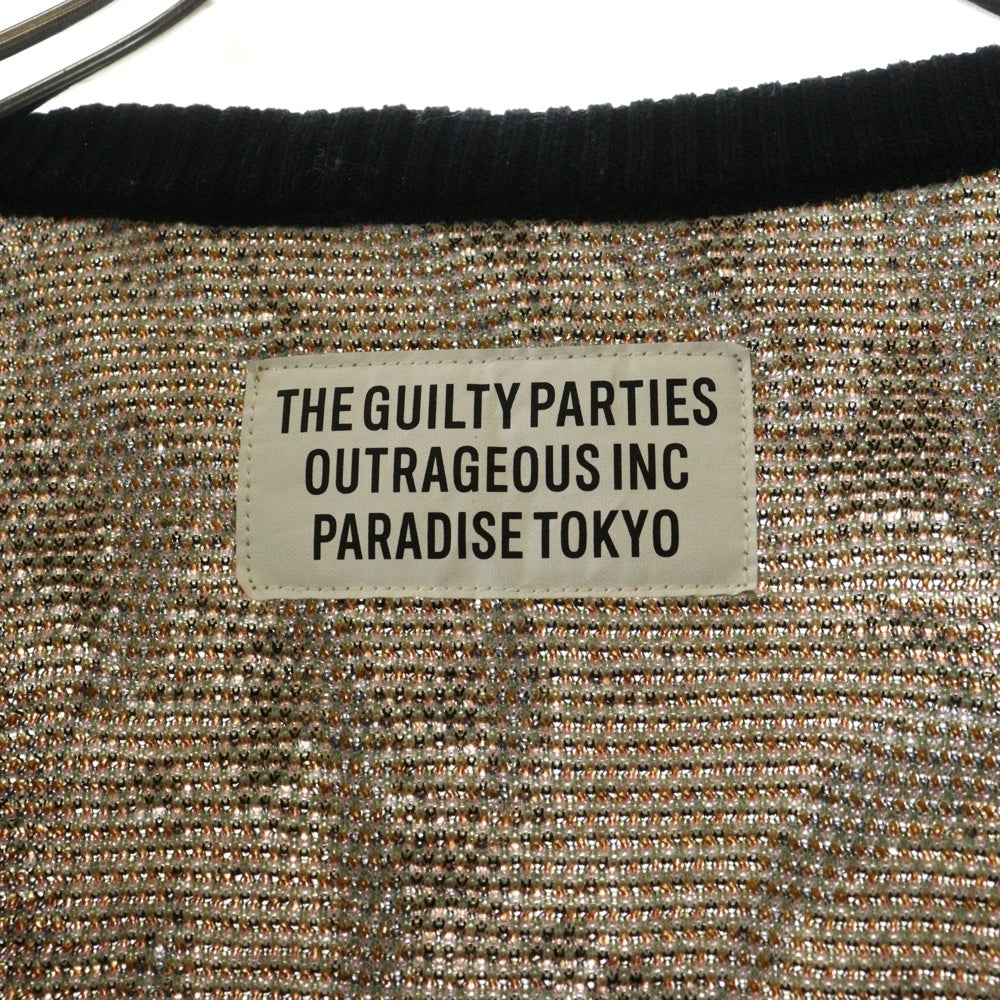 THE GUILTY PARTIES
OUTRAGEOUS INC
PARADISE TOKYO